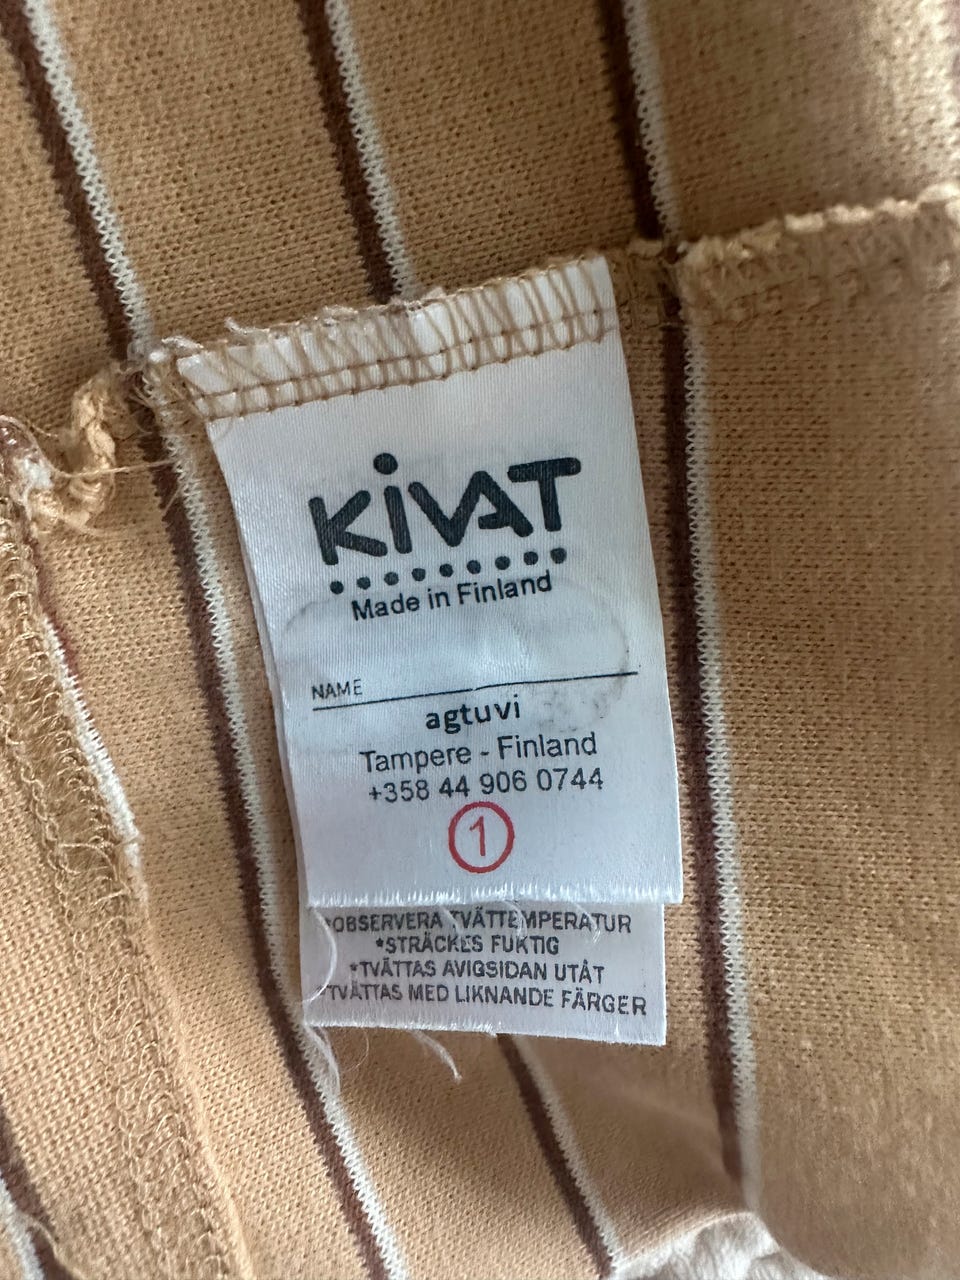 KiVAT
Made in Finland
NAME
agtuvi
Tampere - Finland
+358 44 906 0744
1
*OBSERVERA TVÄTTEMPERATUR
*STRÄCKES FUKTIG
*TVÄTTAS AVIGSIDAN UTÅT
*TVÄTTAS MED LIKNANDE FÄRGER